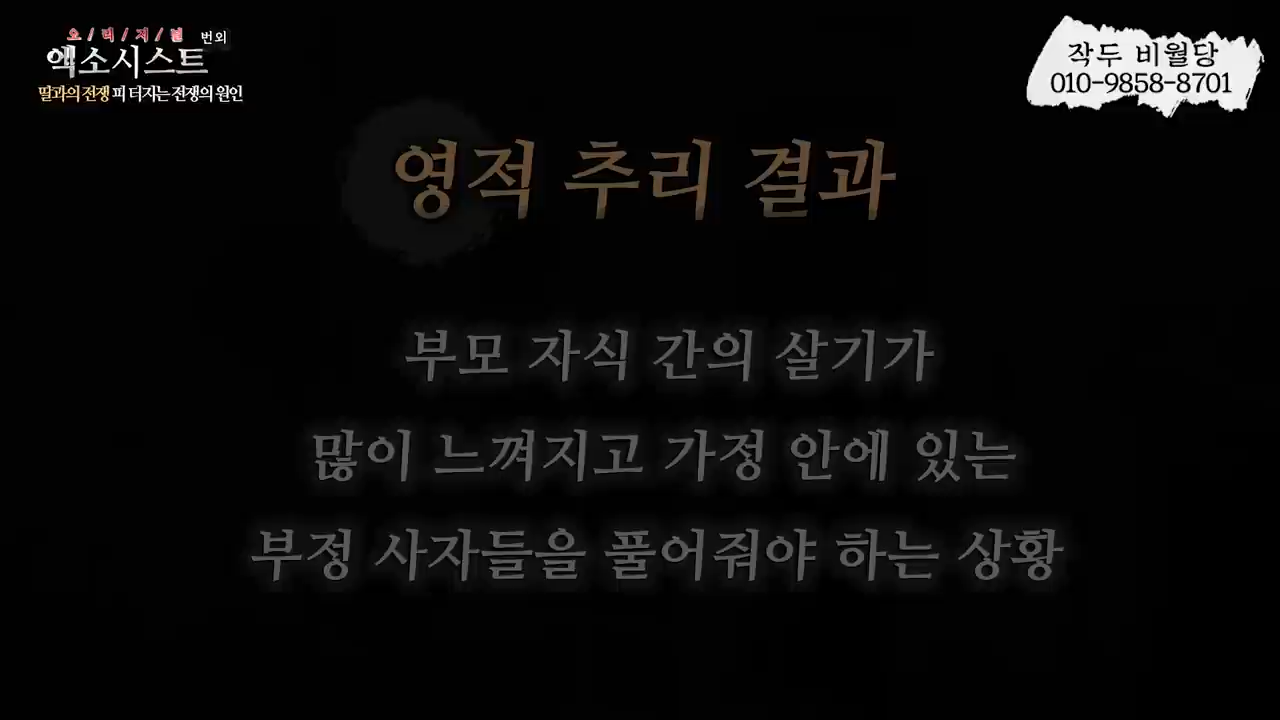 오/리/지/널 번외
엑소시스트
딸과의 전쟁 피 터지는 전쟁의 원인
작두 비월당
010-9858-8701
영적 추리 결과
부모 자식 간의 살기가
많이 느껴지고 가정 안에 있는
부정 사자들을 풀어줘야 하는 상황